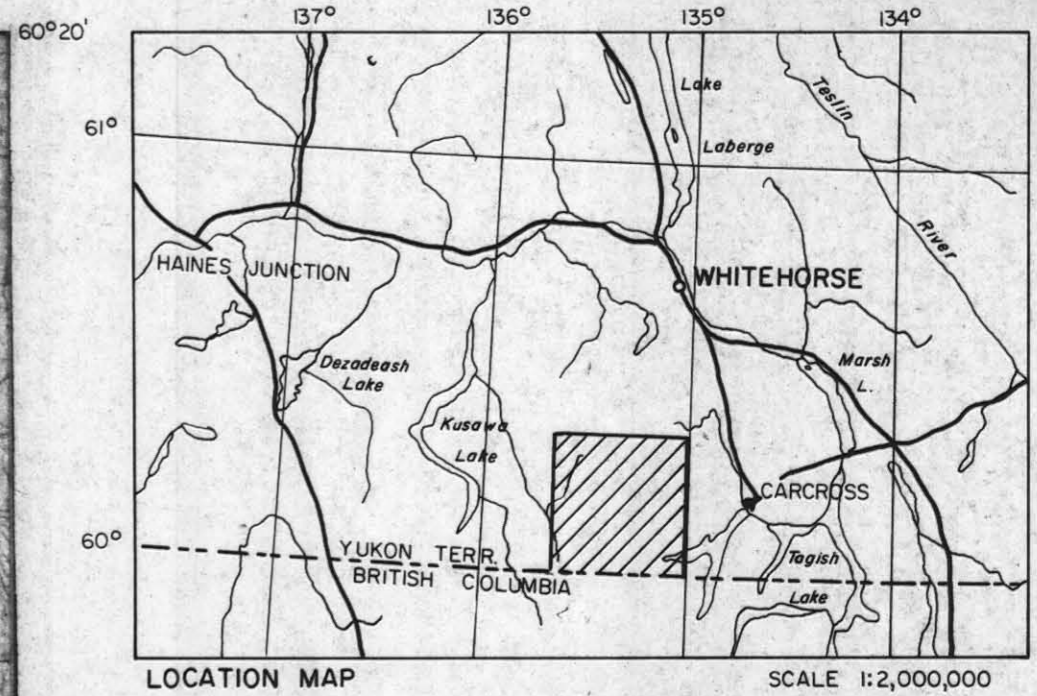 137° 136° 135° 134°
60°20'
61°
60°
Lake
Laberge
Teslin
River
HAINES JUNCTION
WHITEHORSE
Dezadeash
Lake
Marsh
L.
Kusawa
Lake
CARCROSS
YUKON TERR.
BRITISH COLUMBIA
Tagish
Lake
LOCATION MAP
SCALE 1:2,000,000